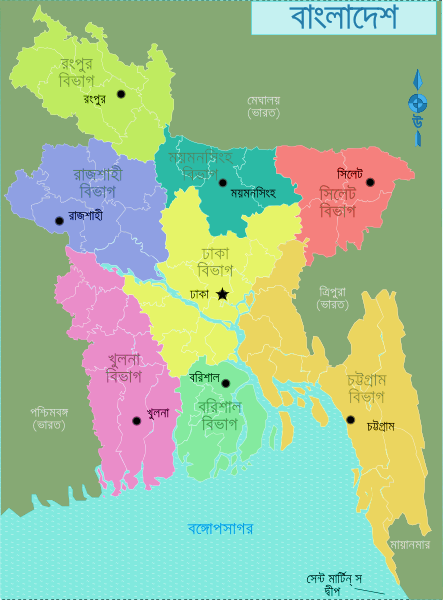 বাংলাদেশ
রংপুর
বিভাগ
রংপুর
মেঘালয়
(ভারত)
উ
ময়মনসিংহ
বিভাগ
ময়মনসিংহ
সিলেট
সিলেট
বিভাগ
রাজশাহী
বিভাগ
রাজশাহী
ঢাকা
বিভাগ
ঢাকা
ত্রিপুরা
(ভারত)
খুলনা
বিভাগ
খুলনা
বরিশাল
বরিশাল
বিভাগ
চট্টগ্রাম
বিভাগ
চট্টগ্রাম
পশ্চিমবঙ্গ
(ভারত)
বঙ্গোপসাগর
মায়ানমার
সেন্ট মার্টিন্ স
দ্বীপ